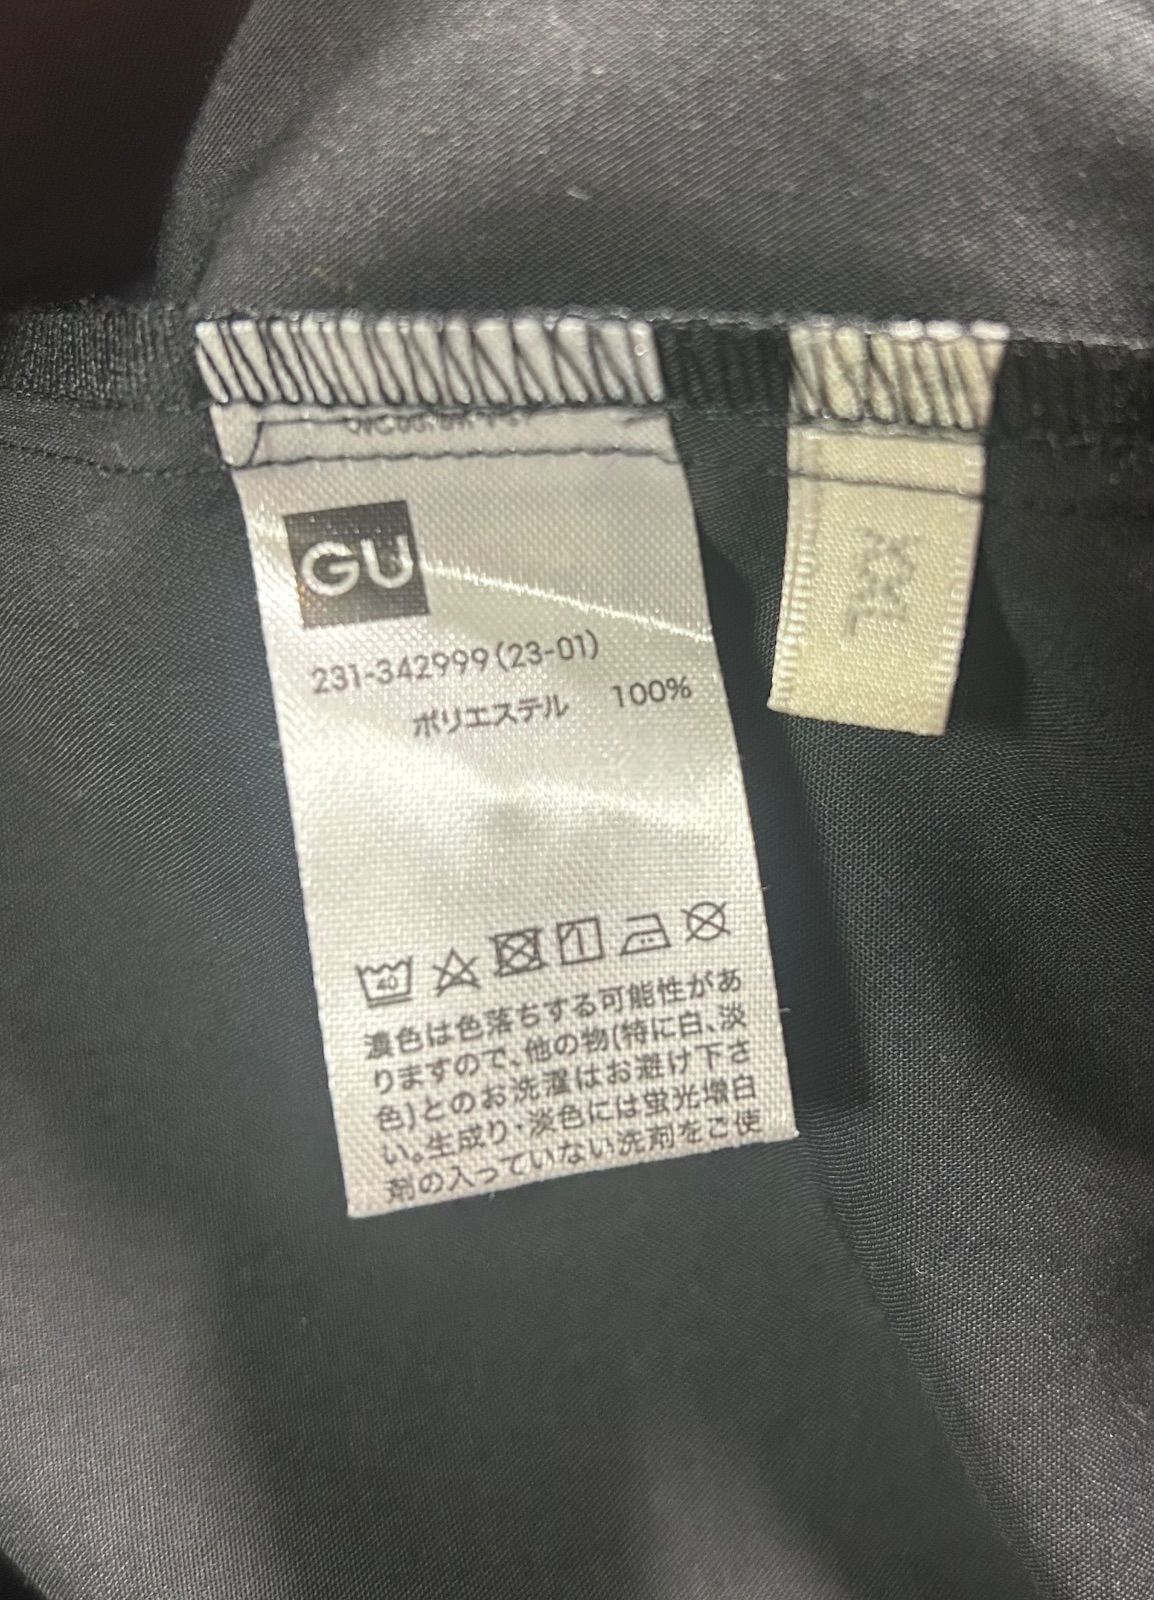 GU
231-342999(23-01)
ポリエステル 100%
40
濃色は色落ちする可能性があ
りますので、他の物(特に白、淡
色)とのお洗濯はお避け下さ
い。生成り・淡色には蛍光増白
剤の入っていない洗剤をご使
XXL